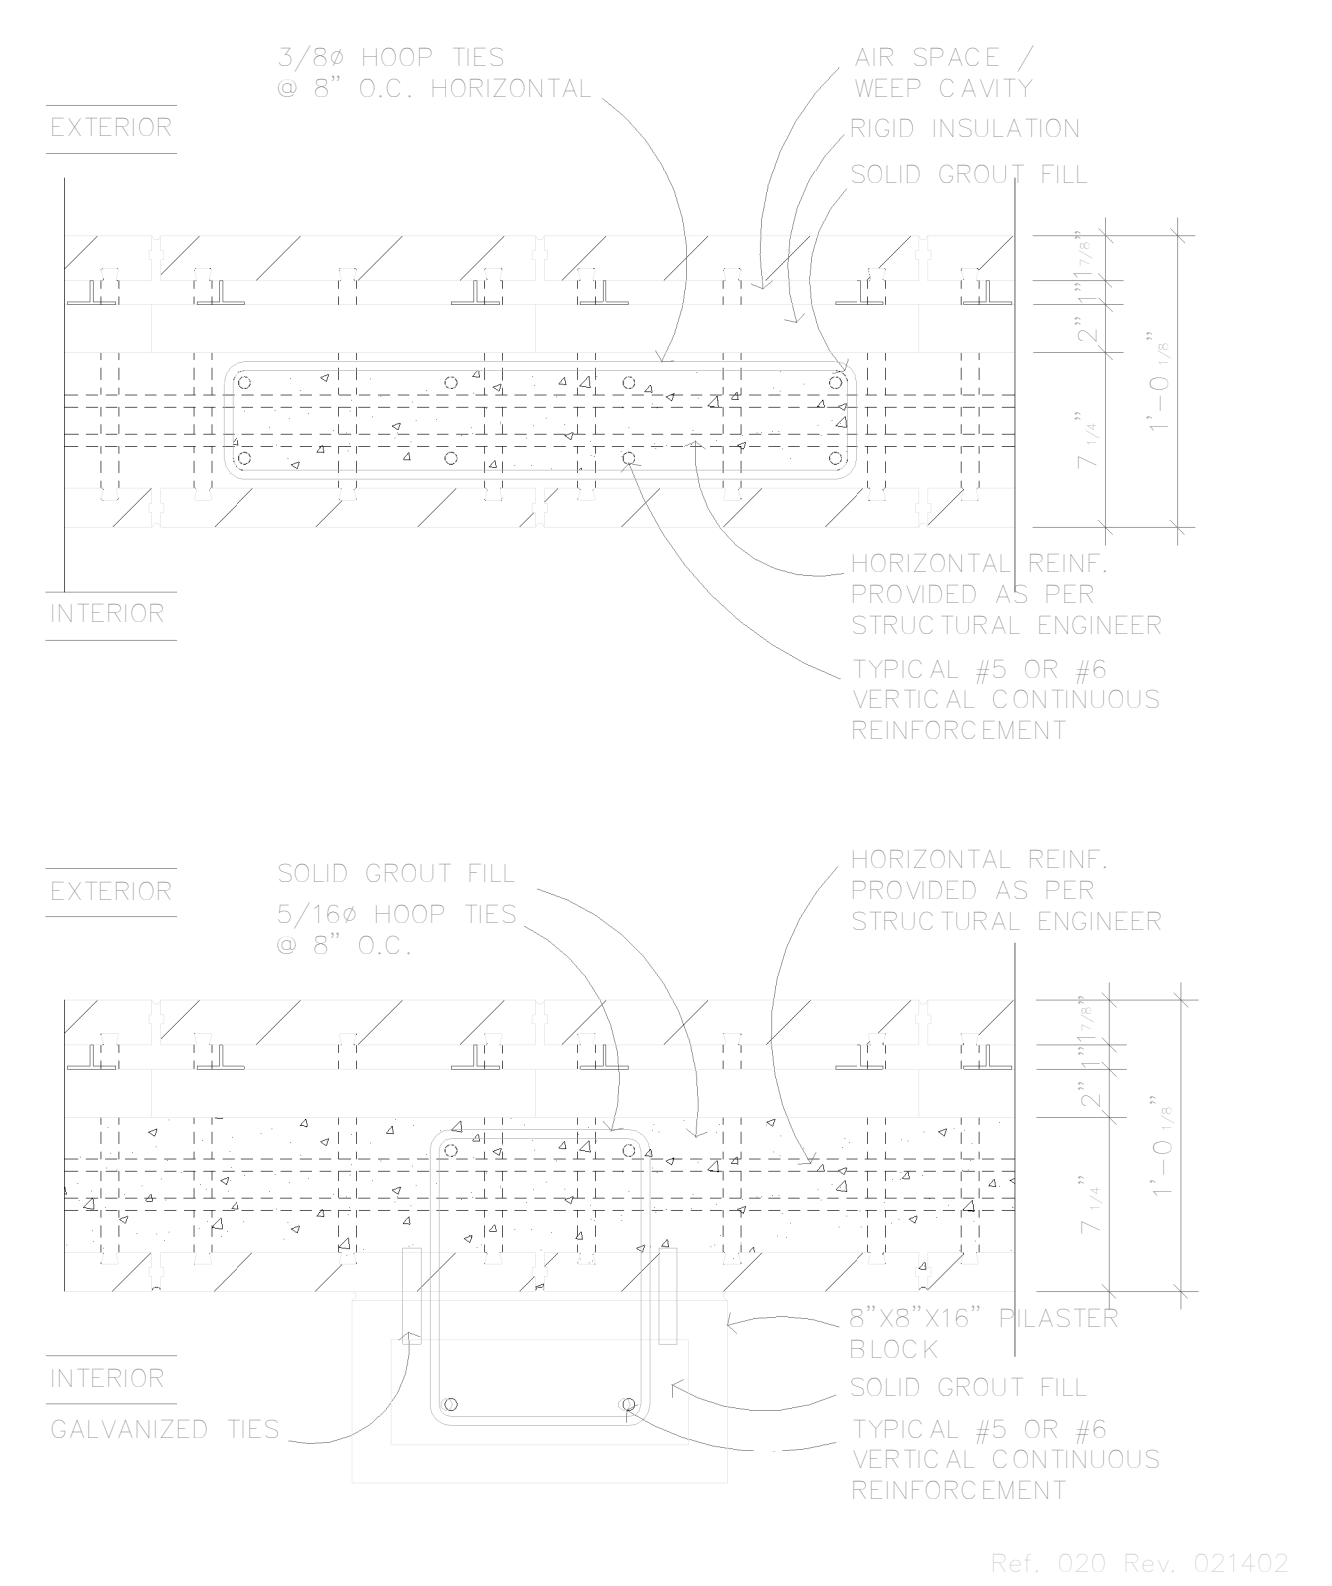 3/8ø HOOP TIES
@ 8” O.C. HORIZONTAL
AIR SPACE /
WEEP CAVITY
EXTERIOR
RIGID INSULATION
SOLID GROUT FILL
1 7/8”
1”
2”
7 1/4”
1’-0 1/8”
HORIZONTAL REINF.
PROVIDED AS PER
STRUCTURAL ENGINEER
INTERIOR
TYPICAL #5 OR #6
VERTICAL CONTINUOUS
REINFORCEMENT
SOLID GROUT FILL
5/16ø HOOP TIES
@ 8” O.C.
HORIZONTAL REINF.
PROVIDED AS PER
STRUCTURAL ENGINEER
EXTERIOR
1 7/8”
1”
2”
7 1/4”
1’-0 1/8”
8”X8”X16” PILASTER
BLOCK
INTERIOR
SOLID GROUT FILL
GALVANIZED TIES
TYPICAL #5 OR #6
VERTICAL CONTINUOUS
REINFORCEMENT
Ref. 020 Rev. 021402